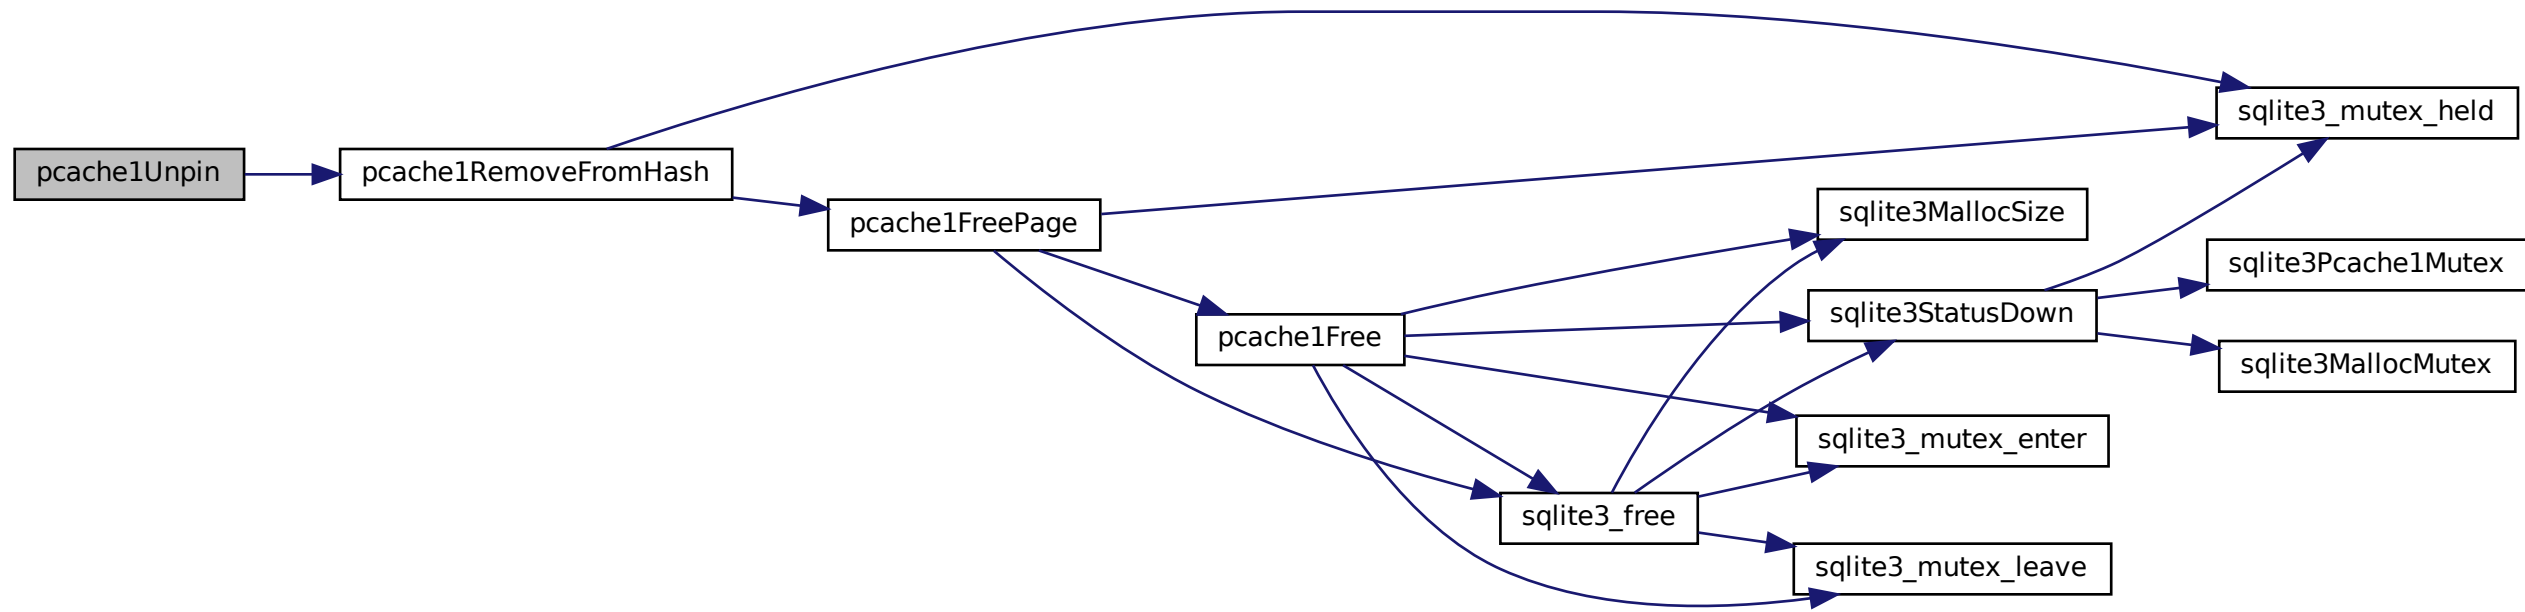 pcache1Unpin
pcache1RemoveFromHash
pcache1FreePage
sqlite3_mutex_held
sqlite3MallocSize
sqlite3Pcache1Mutex
sqlite3StatusDown
pcache1Free
sqlite3MallocMutex
sqlite3_mutex_enter
sqlite3_free
sqlite3_mutex_leave